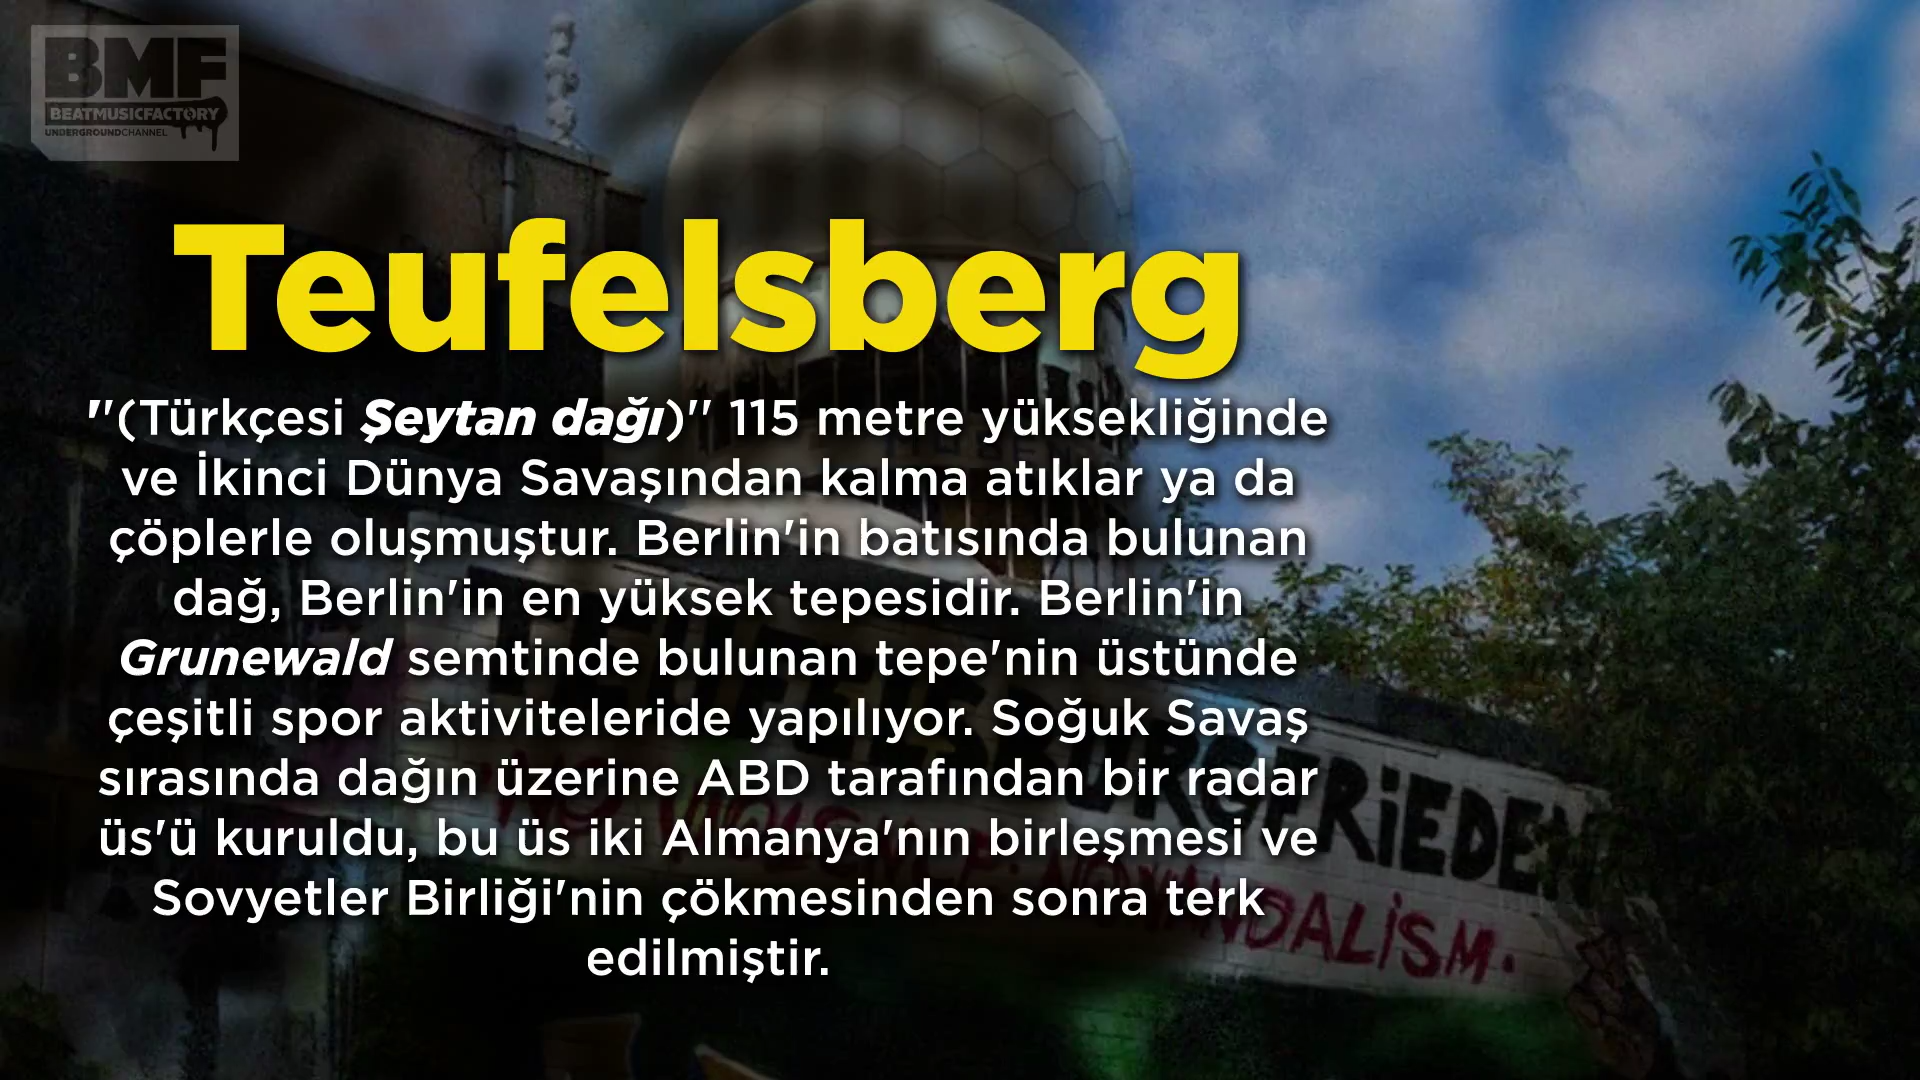 BMF
BEATMUSICFACTORY
UNDERGROUNDCHANNEL
Teufelsberg
"(Türkçesi Şeytan dağı)" 115 metre yüksekliğinde
ve İkinci Dünya Savaşından kalma atıklar ya da
çöplerle oluşmuştur. Berlin'in batısında bulunan
dağ, Berlin'in en yüksek tepesidir. Berlin'in
Grunewald semtinde bulunan tepe'nin üstünde
çeşitli spor aktiviteleride yapılıyor. Soğuk Savaş
sırasında dağın üzerine ABD tarafından bir radar
üs'ü kuruldu, bu üs iki Almanya'nın birleşmesi ve
Sovyetler Birliği'nin çökmesinden sonra terk
edilmiştir.